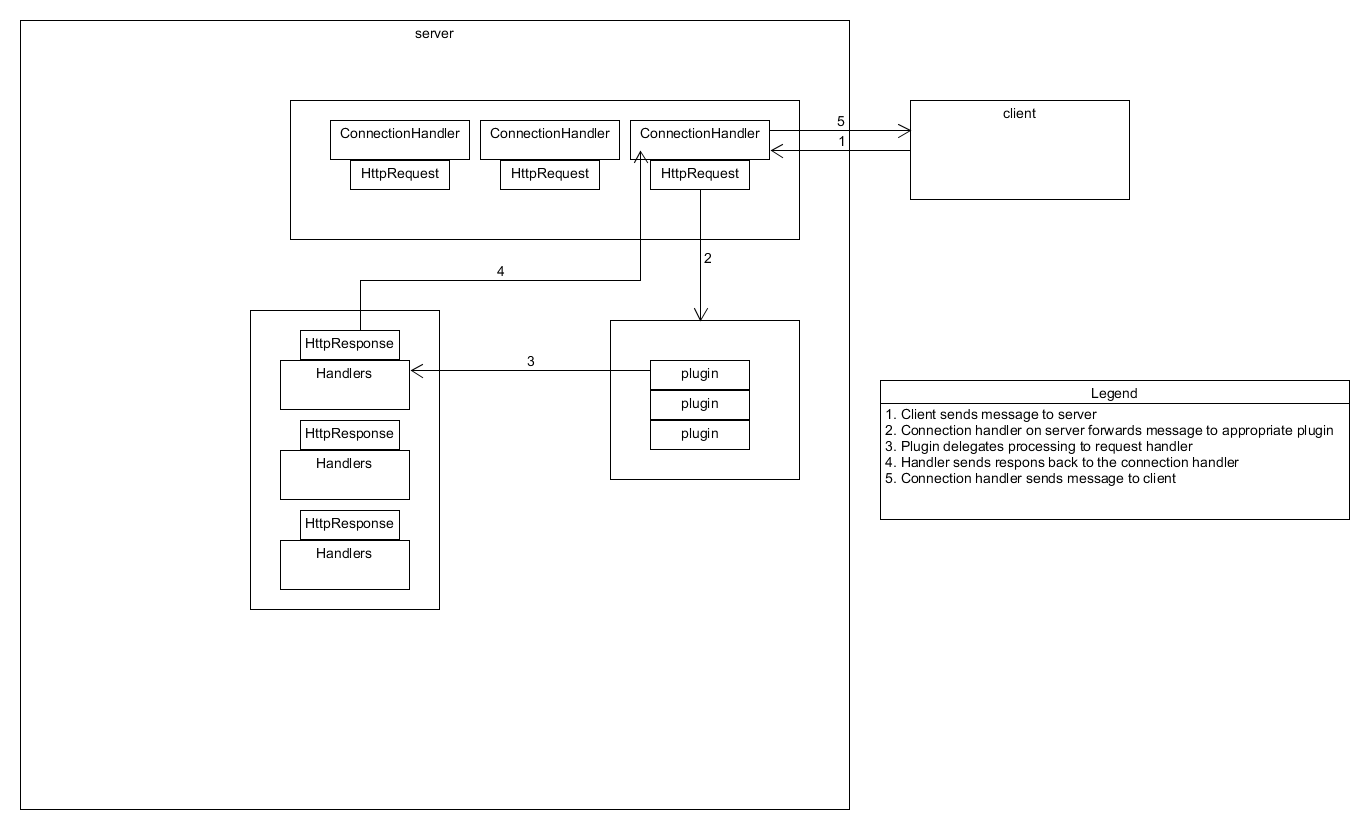 server
ConnectionHandler
ConnectionHandler
ConnectionHandler
HttpRequest
HttpRequest
HttpRequest
5
1
client
2
4
HttpResponse
Handlers
HttpResponse
Handlers
HttpResponse
Handlers
3
plugin
plugin
plugin
Legend
1. Client sends message to server
2. Connection handler on server forwards message to appropriate plugin
3. Plugin delegates processing to request handler
4. Handler sends respons back to the connection handler
5. Connection handler sends message to client